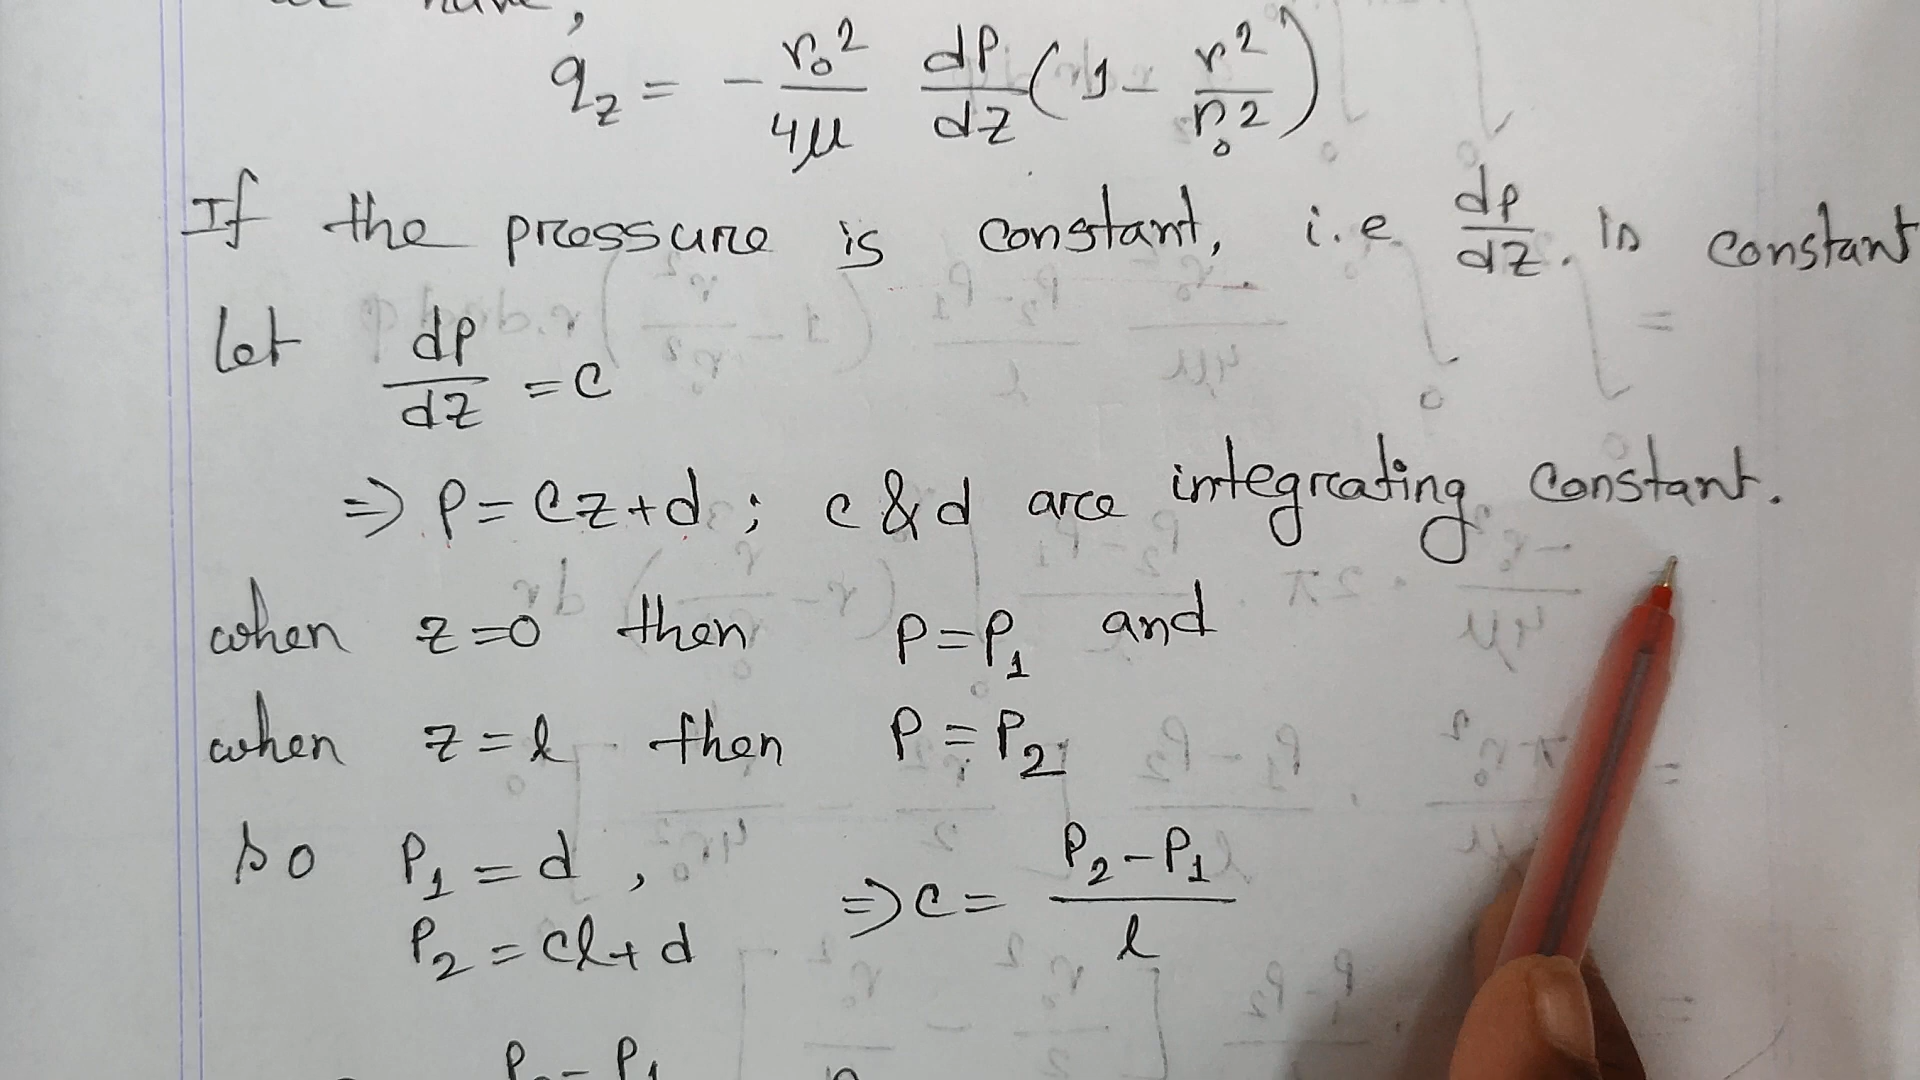 have,
q_z = - r₀²/4μ dP/dz (1 - r²/r₀²)
If the pressure is constant, i.e dp/dz. is constant
let dp/dz = c
⇒ p = cz+d ; c & d are integrating constant.
when z=0 then P=P₁ and
when z=l then P=P₂
so P₁ = d ,
P₂ = cl+d ⇒ c = P₂-P₁/l